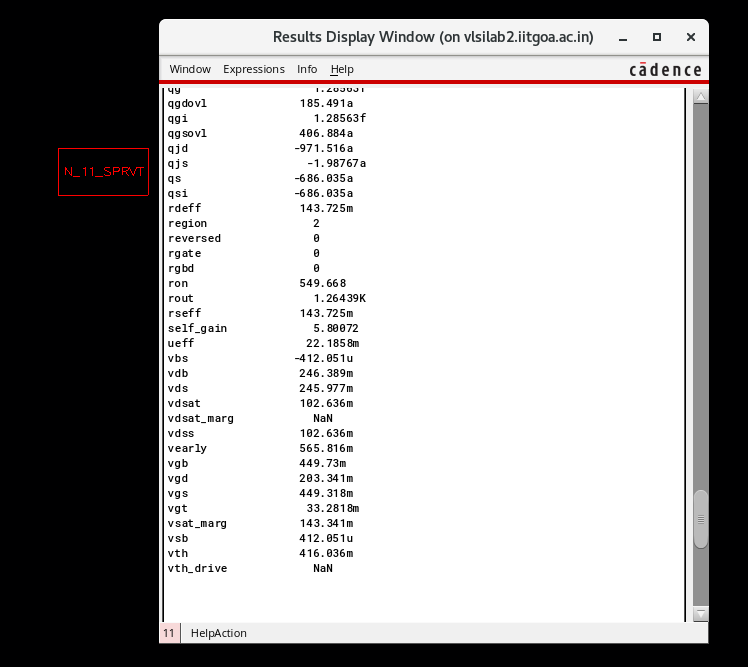 Results Display Window (on vlsilab2.iitgoa.ac.in)
Window Expressions Info Help
cādence
qg 1.28563f
qgdovl 185.491a
qgi 1.28563f
qgsovl 406.884a
qjd -971.516a
qjs -1.98767a
qs -686.035a
qsi -686.035a
rdeff 143.725m
region 2
reversed 0
rgate 0
rgbd 0
ron 549.668
rout 1.26439K
rseff 143.725m
self_gain 5.80072
ueff 22.1858m
vbs -412.051u
vdb 246.389m
vds 245.977m
vdsat 102.636m
vdsat_marg NaN
vdss 102.636m
vearly 565.816m
vgb 449.73m
vgd 203.341m
vgs 449.318m
vgt 33.2818m
vsat_marg 143.341m
vsb 412.051u
vth 416.036m
vth_drive NaN
11 HelpAction
N_11_SPRVT